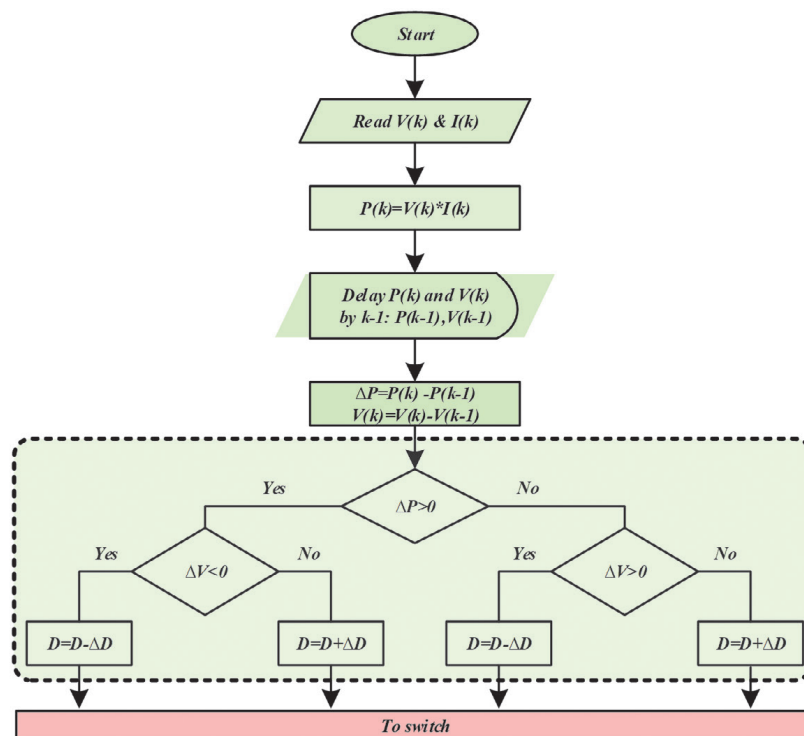 Start
Read V(k) & I(k)
P(k)=V(k)*I(k)
Delay P(k) and V(k)
by k-1: P(k-1),V(k-1)
ΔP=P(k) -P(k-1)
V(k)=V(k)-V(k-1)
Yes
ΔP>0
No
Yes
ΔV<0
No
Yes
ΔV>0
No
D=D-ΔD
D=D+ΔD
D=D-ΔD
D=D+ΔD
To switch